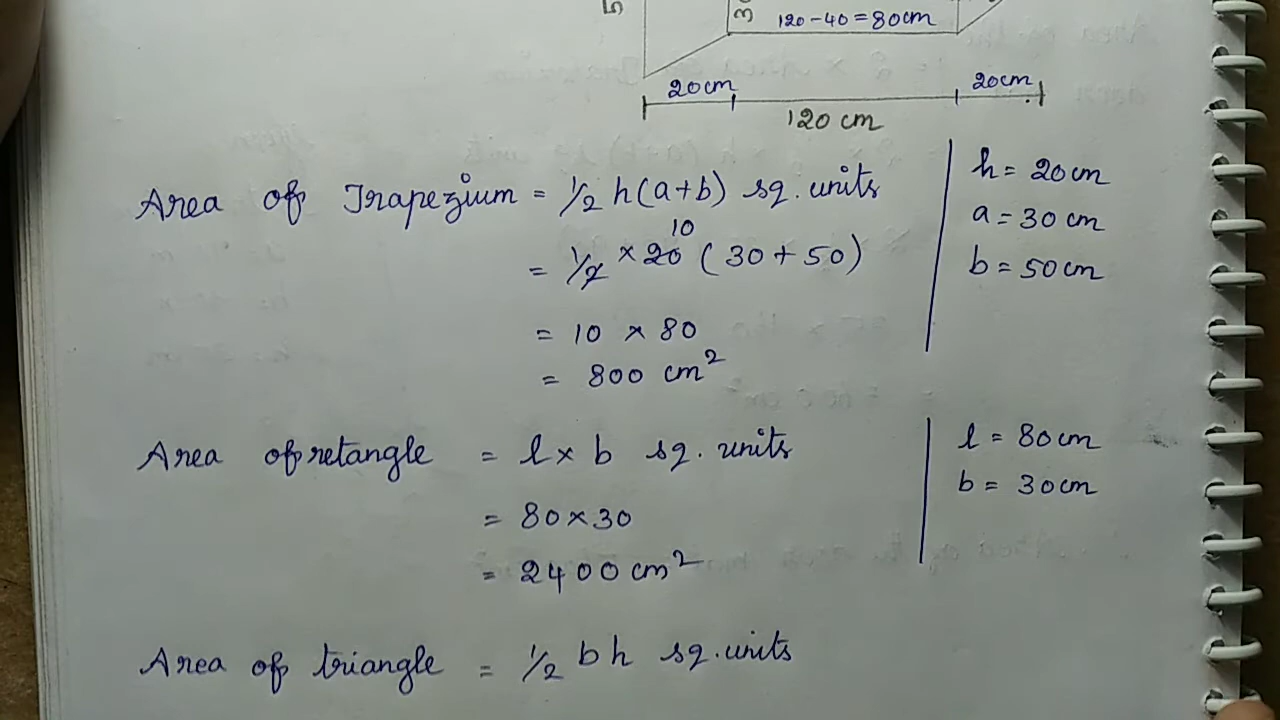 120-40=80cm
20cm
20cm
120 cm
Area of Trapezium = 1/2 h(a+b) sq. units
h = 20cm
a = 30 cm
b = 50cm
10
= 1/2 × 20 ( 30 + 50)
= 10 × 80
= 800 cm²
Area of retangle = l × b sq. units
l = 80cm
b = 30cm
= 80×30
= 2400 cm²
Area of triangle = 1/2 b h sq. units